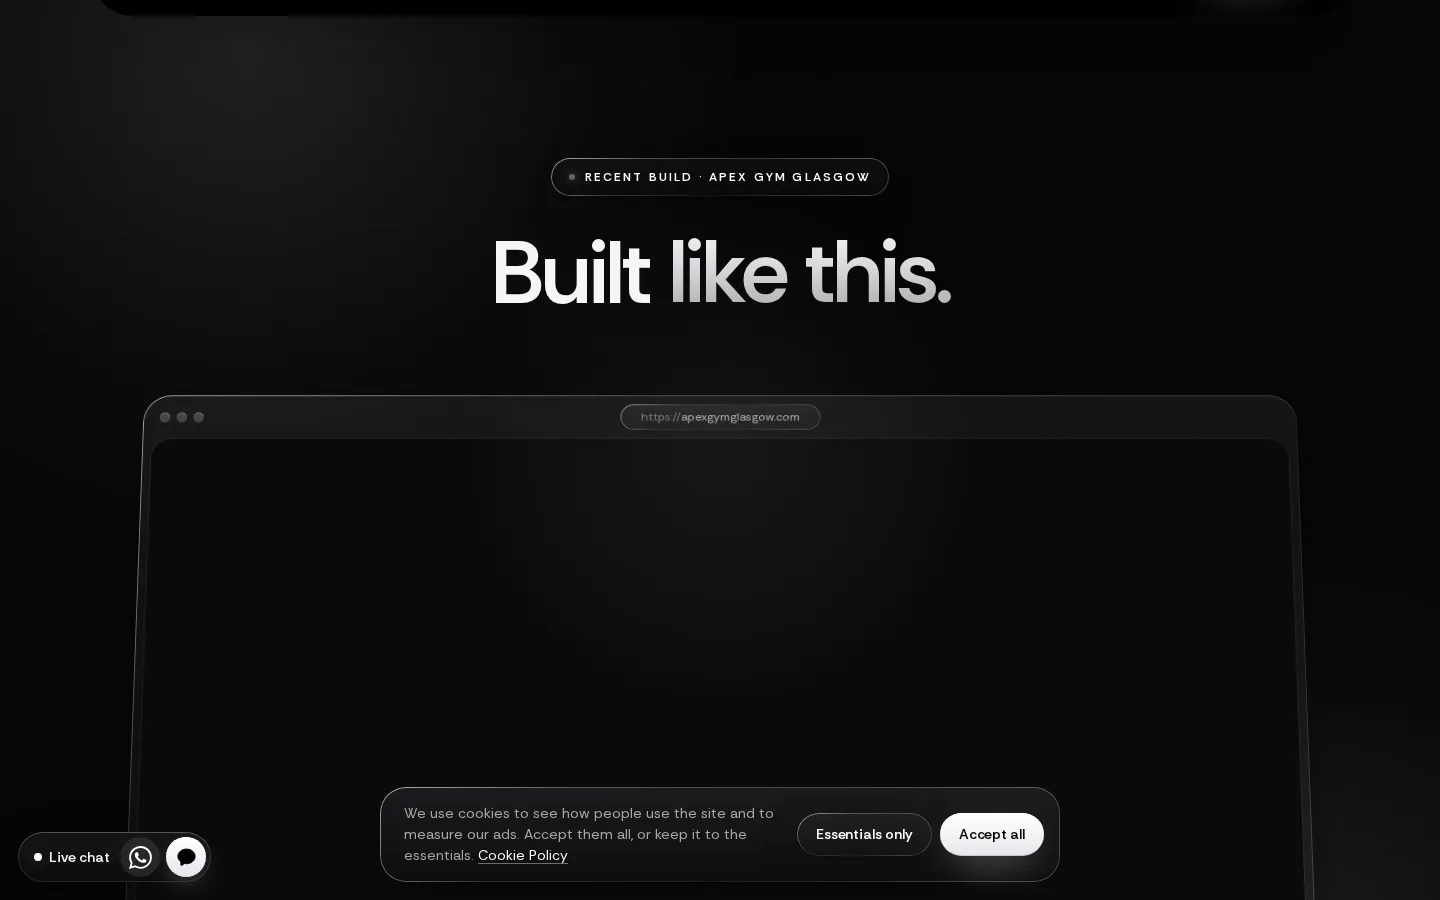 RECENT BUILD · APEX GYM GLASGOW
Built like this.
https://apexgymglasgow.com
We use cookies to see how people use the site and to
measure our ads. Accept them all, or keep it to the
essentials. Cookie Policy
Essentials only
Accept all
Live chat